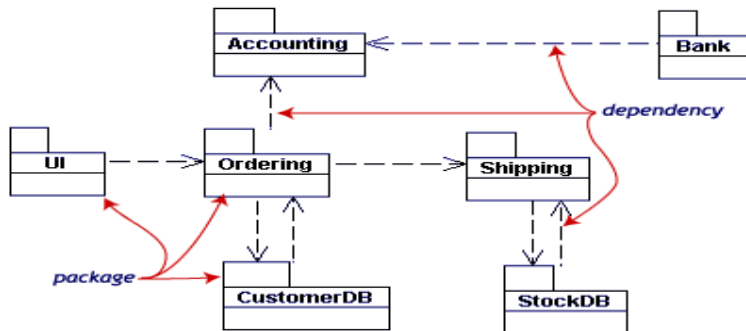 Accounting
Bank
dependency
UI
Ordering
Shipping
package
CustomerDB
StockDB